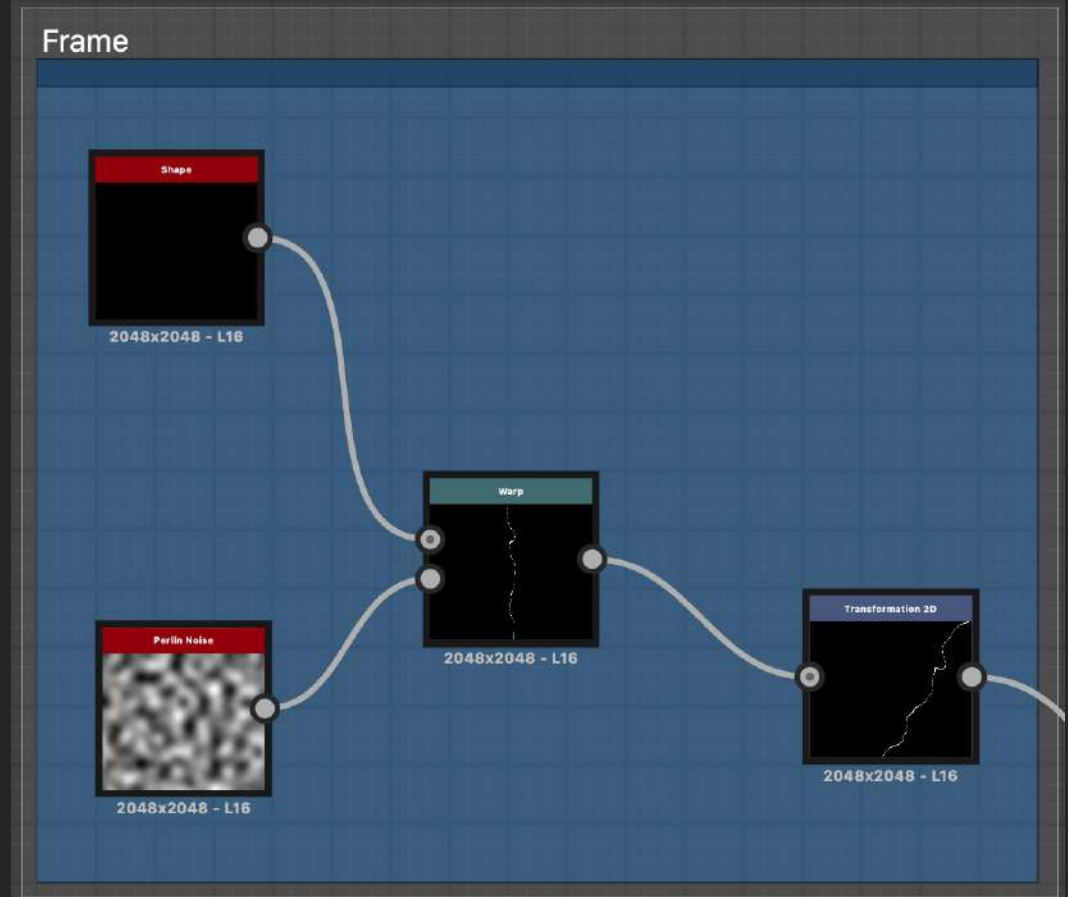 Frame
Shape
2048x2048 - L16
Warp
2048x2048 - L16
Transformation 2D
2048x2048 - L16
Perlin Noise
2048x2048 - L16